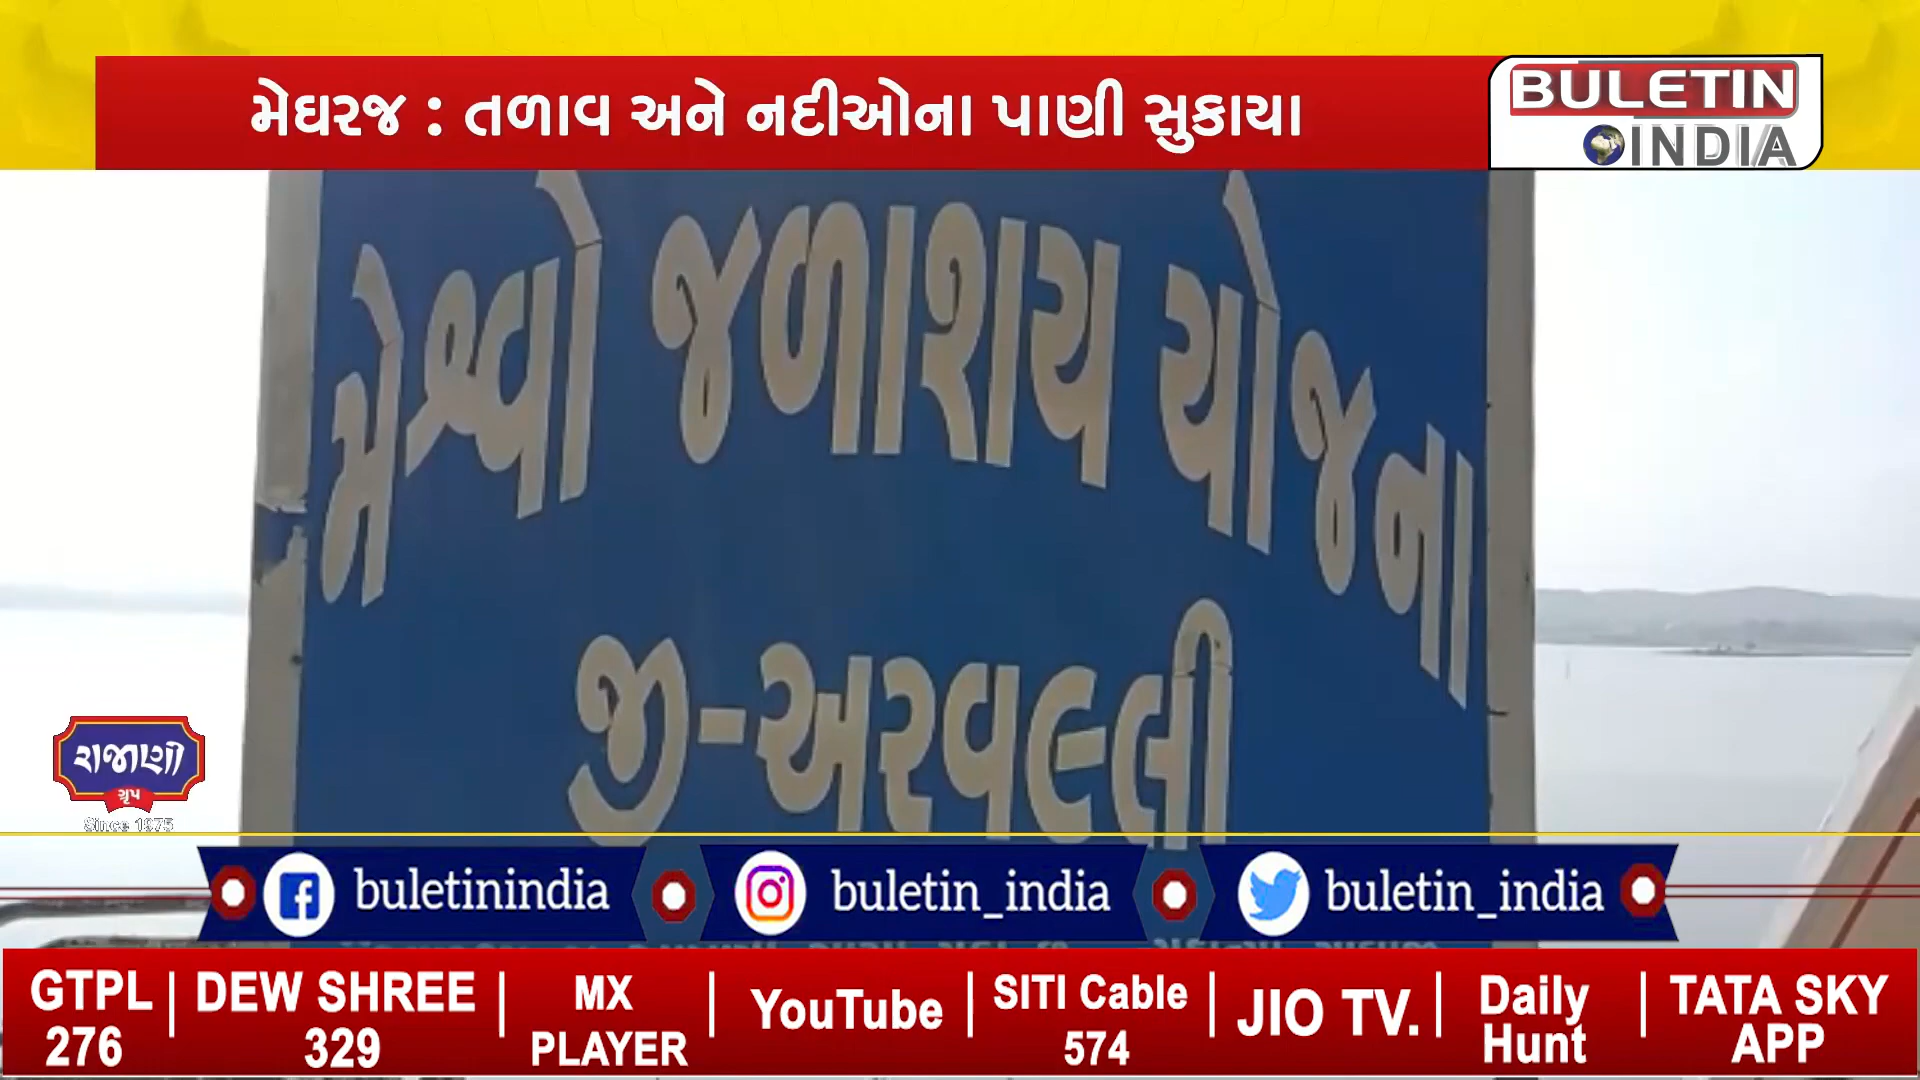 મેઘરજ : તળાવ અને નદીઓના પાણી સુકાયા
BULETIN
INDIA
મેશ્વો જળાશય યોજના
જી-અરવલ્લી
રાજાણી
ગ્રુપ
Since 1975
buletinindia
buletin_india
buletin_india
GTPL 276
DEW SHREE 329
MX PLAYER
YouTube
SITI Cable 574
JIO TV.
Daily Hunt
TATA SKY APP